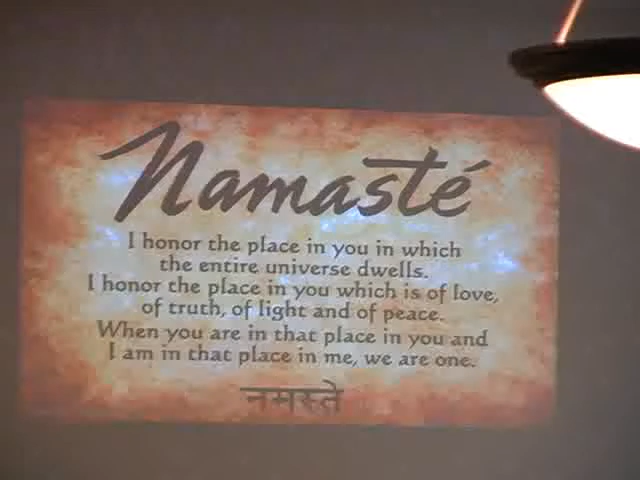 Namasté
I honor the place in you in which
the entire universe dwells.
I honor the place in you which is of love,
of truth, of light and of peace.
When you are in that place in you and
I am in that place in me, we are one.
नमस्ते